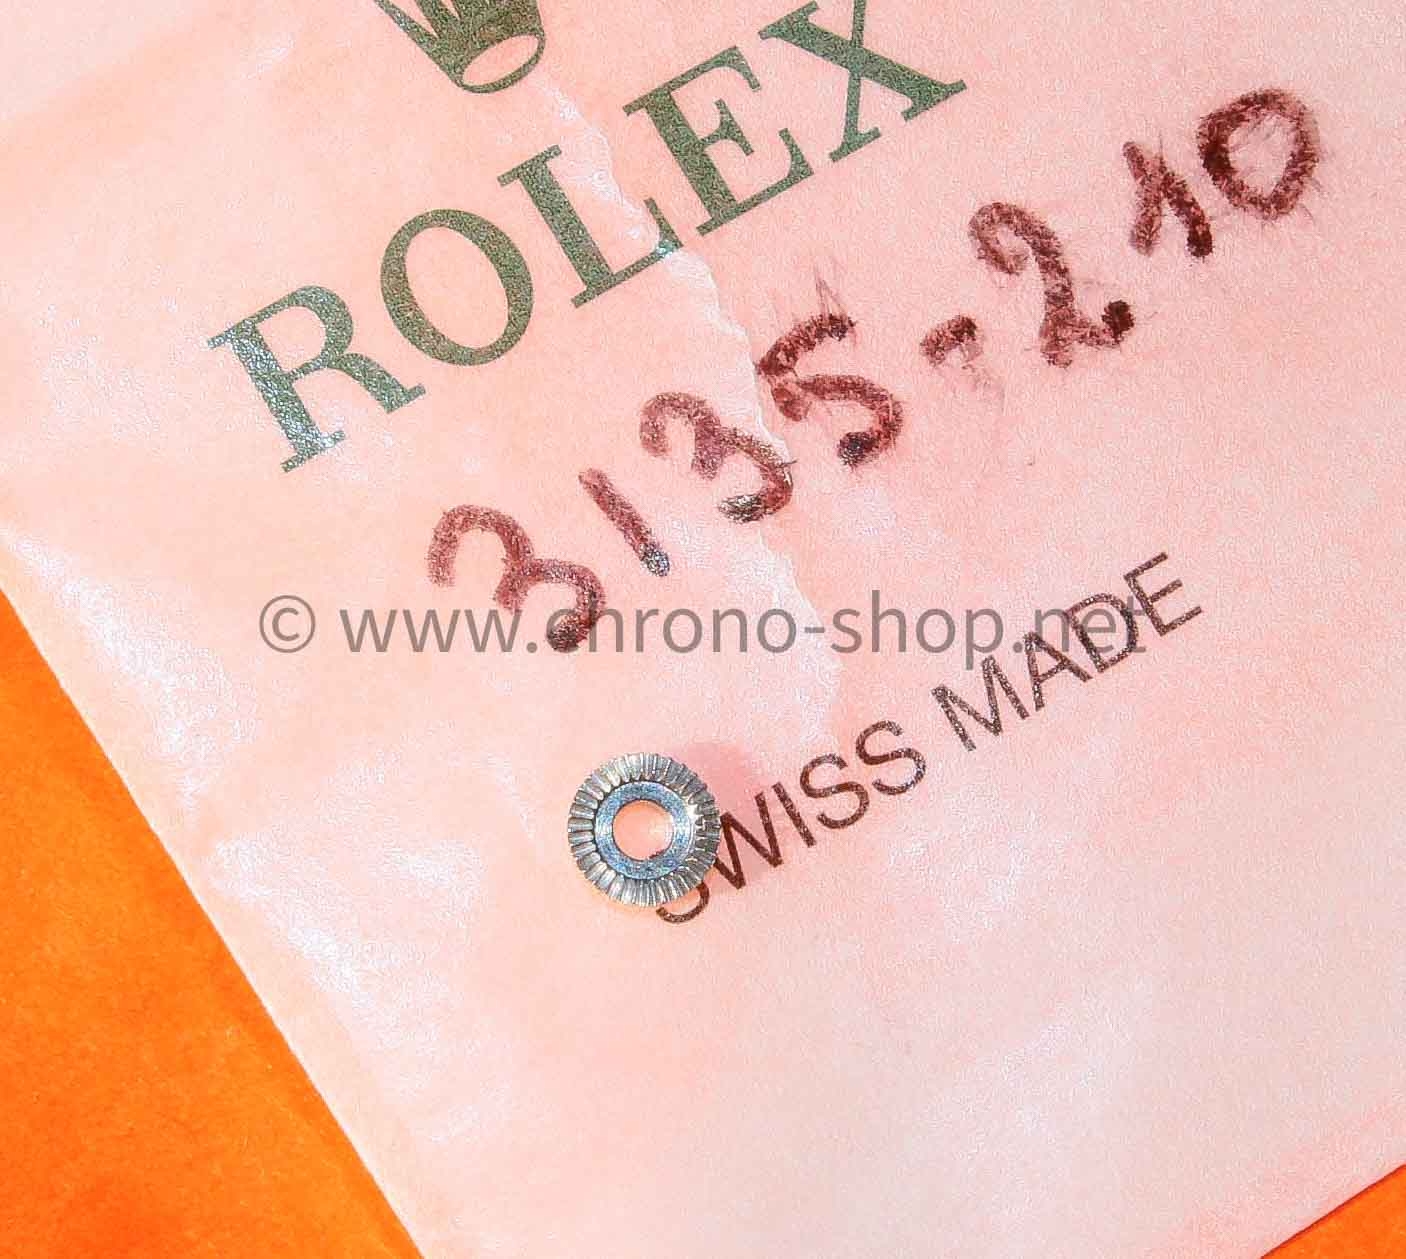 ROLEX
3135-210
© www.chrono-shop.net
SWISS MADE